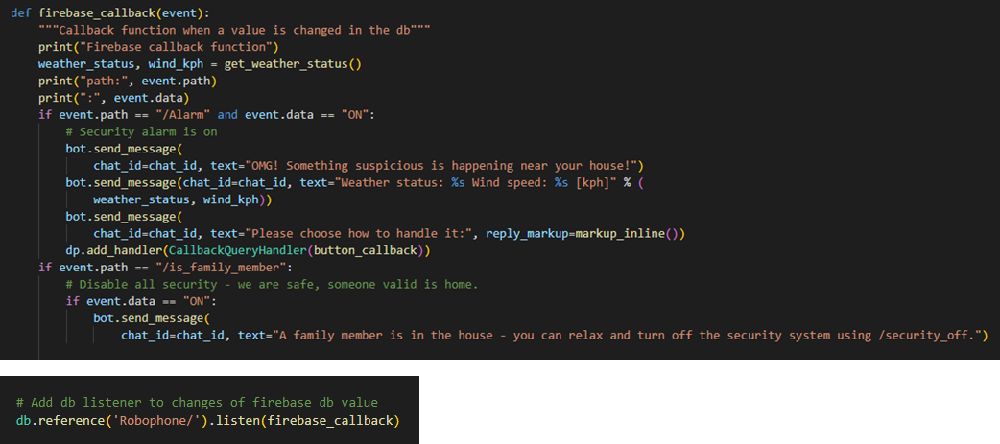 def firebase_callback(event):
    """Callback function when a value is changed in the db"""
    print("Firebase callback function")
    weather_status, wind_kph = get_weather_status()
    print("path:", event.path)
    print(":", event.data)
    if event.path == "/Alarm" and event.data == "ON":
        # Security alarm is on
        bot.send_message(
            chat_id=chat_id, text="OMG! Something suspicious is happening near your house!")
        bot.send_message(chat_id=chat_id, text="Weather status: %s Wind speed: %s [kph]" % (
            weather_status, wind_kph))
        bot.send_message(
            chat_id=chat_id, text="Please choose how to handle it:", reply_markup=markup_inline())
        dp.add_handler(CallbackQueryHandler(button_callback))
    if event.path == "/is_family_member":
        # Disable all security - we are safe, someone valid is home.
        if event.data == "ON":
            bot.send_message(
                chat_id=chat_id, text="A family member is in the house - you can relax and turn off the security system using /security_off.")
# Add db listener to changes of firebase db value
db.reference('Robophone/').listen(firebase_callback)